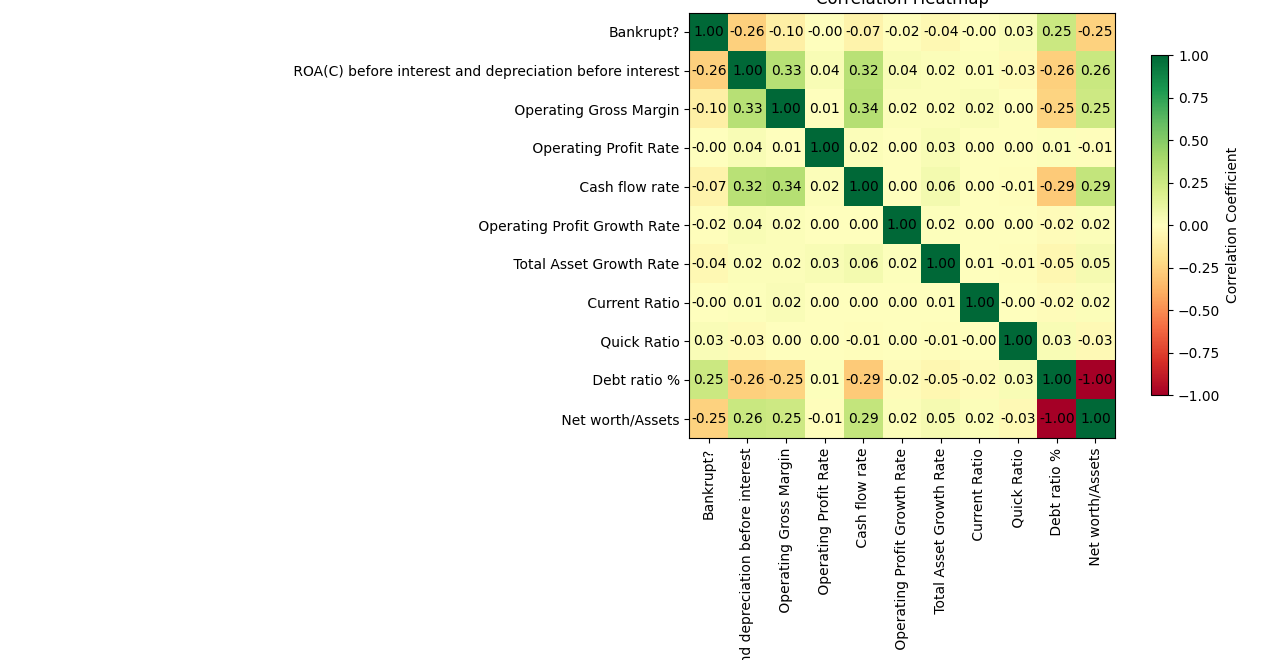 Correlation Heatmap
Bankrupt? 1.00 -0.26 -0.10 -0.00 -0.07 -0.02 -0.04 -0.00 0.03 0.25 -0.25
ROA(C) before interest and depreciation before interest -0.26 1.00 0.33 0.04 0.32 0.04 0.02 0.01 -0.03 -0.26 0.26
Operating Gross Margin -0.10 0.33 1.00 0.01 0.34 0.02 0.02 0.02 0.00 -0.25 0.25
Operating Profit Rate -0.00 0.04 0.01 1.00 0.02 0.00 0.03 0.00 0.00 0.01 -0.01
Cash flow rate -0.07 0.32 0.34 0.02 1.00 0.00 0.06 0.00 -0.01 -0.29 0.29
Operating Profit Growth Rate -0.02 0.04 0.02 0.00 0.00 1.00 0.02 0.00 0.00 -0.02 0.02
Total Asset Growth Rate -0.04 0.02 0.02 0.03 0.06 0.02 1.00 0.01 -0.01 -0.05 0.05
Current Ratio -0.00 0.01 0.02 0.00 0.00 0.00 0.01 1.00 -0.00 -0.02 0.02
Quick Ratio 0.03 -0.03 0.00 0.00 -0.01 0.00 -0.01 -0.00 1.00 0.03 -0.03
Debt ratio % 0.25 -0.26 -0.25 0.01 -0.29 -0.02 -0.05 -0.02 0.03 1.00 -1.00
Net worth/Assets -0.25 0.26 0.25 -0.01 0.29 0.02 0.05 0.02 -0.03 -1.00 1.00
Bankrupt?
depreciation before interest
Operating Gross Margin
Operating Profit Rate
Cash flow rate
Operating Profit Growth Rate
Total Asset Growth Rate
Current Ratio
Quick Ratio
Debt ratio %
Net worth/Assets
1.00
0.75
0.50
0.25
0.00
−0.25
−0.50
−0.75
−1.00
Correlation Coefficient